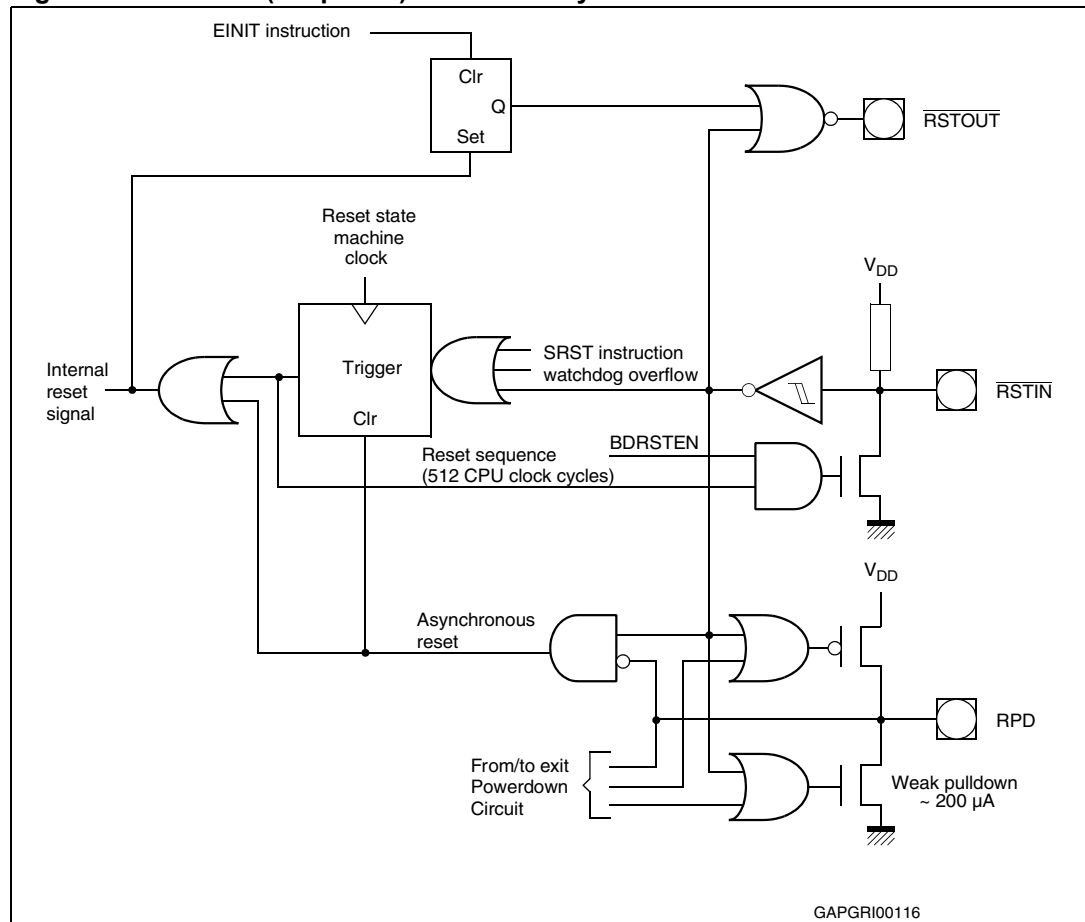 EINIT instruction
Clr
Q
Set
RSTOUT
Reset state
machine
clock
VDD
Internal
reset
signal
Trigger
Clr
SRST instruction
watchdog overflow
RSTIN
BDRSTEN
Reset sequence
(512 CPU clock cycles)
VDD
Asynchronous
reset
RPD
From/to exit
Powerdown
Circuit
Weak pulldown
~ 200 µA
GAPGRI00116